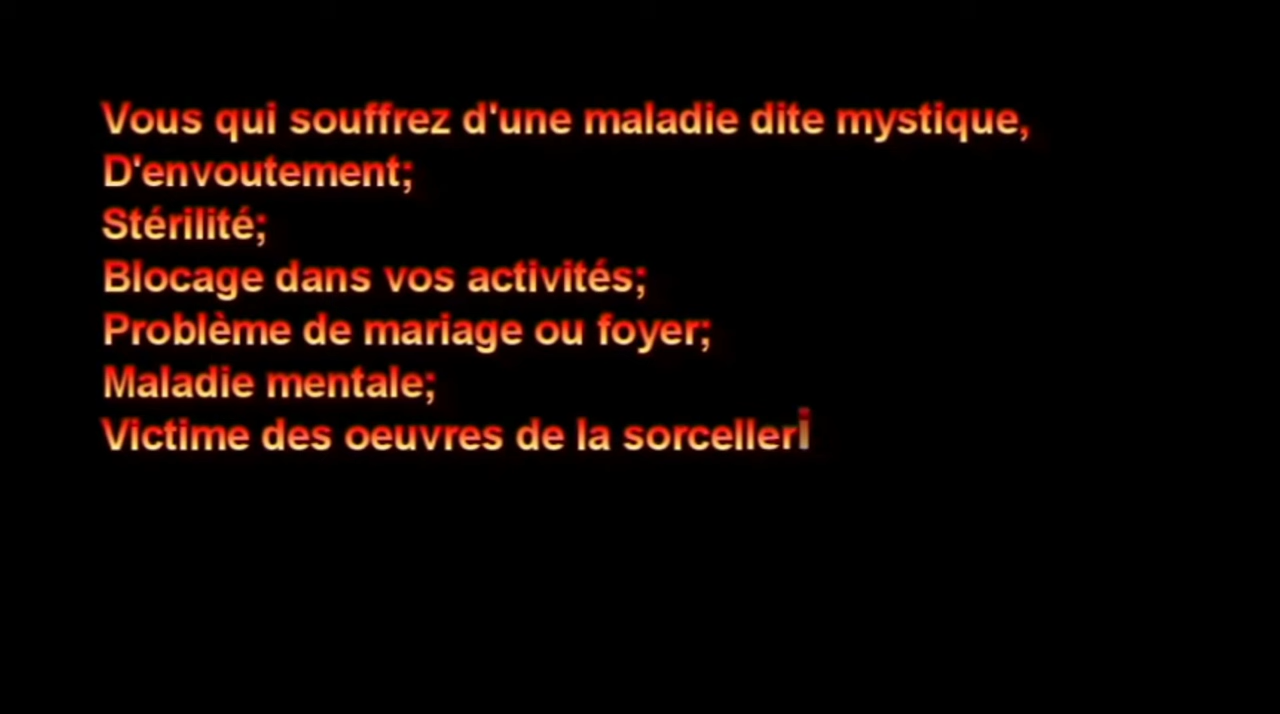 Vous qui souffrez d'une maladie dite mystique,
D'envoutement;
Stérilité;
Blocage dans vos activités;
Problème de mariage ou foyer;
Maladie mentale;
Victime des oeuvres de la sorcelleri